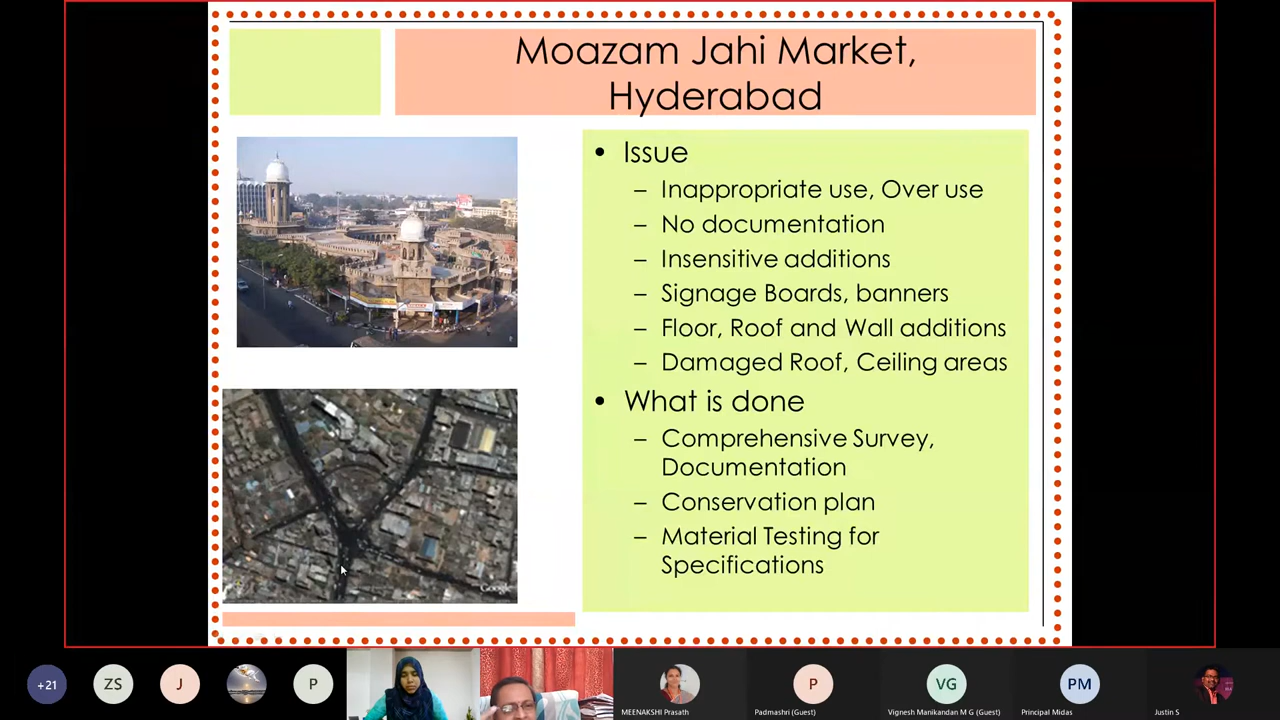 Moazam Jahi Market,
Hyderabad
• Issue
– Inappropriate use, Over use
– No documentation
– Insensitive additions
– Signage Boards, banners
– Floor, Roof and Wall additions
– Damaged Roof, Ceiling areas
• What is done
– Comprehensive Survey,
Documentation
– Conservation plan
– Material Testing for
Specifications
Google
+21
ZS
J
P
MEENAKSHI Prasath
P
Padmashri (Guest)
VG
Vignesh Manikandan M G (Guest)
PM
Principal Midas
Justin S